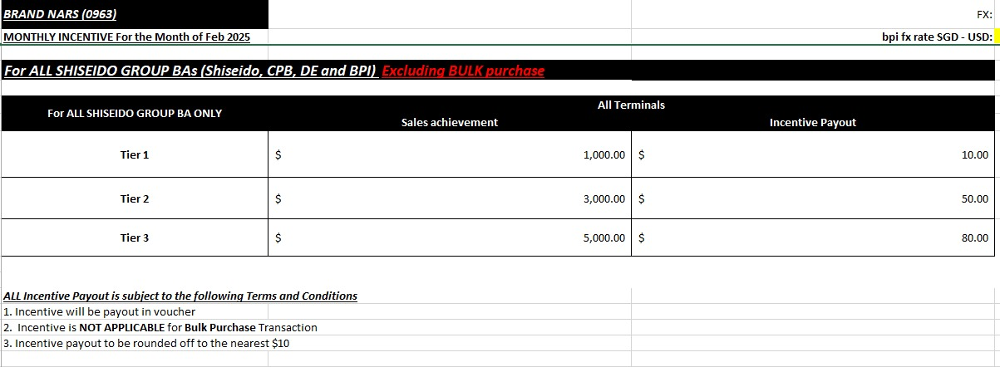 BRAND NARS (0963)
FX:
MONTHLY INCENTIVE For the Month of Feb 2025
bpi fx rate SGD - USD:
For ALL SHISEIDO GROUP BAs (Shiseido, CPB, DE and BPI) Excluding BULK purchase
For ALL SHISEIDO GROUP BA ONLY
All Terminals
Sales achievement Incentive Payout
Tier 1 $ 1,000.00 $ 10.00
Tier 2 $ 3,000.00 $ 50.00
Tier 3 $ 5,000.00 $ 80.00
ALL Incentive Payout is subject to the following Terms and Conditions
1. Incentive will be payout in voucher
2. Incentive is NOT APPLICABLE for Bulk Purchase Transaction
3. Incentive payout to be rounded off to the nearest $10